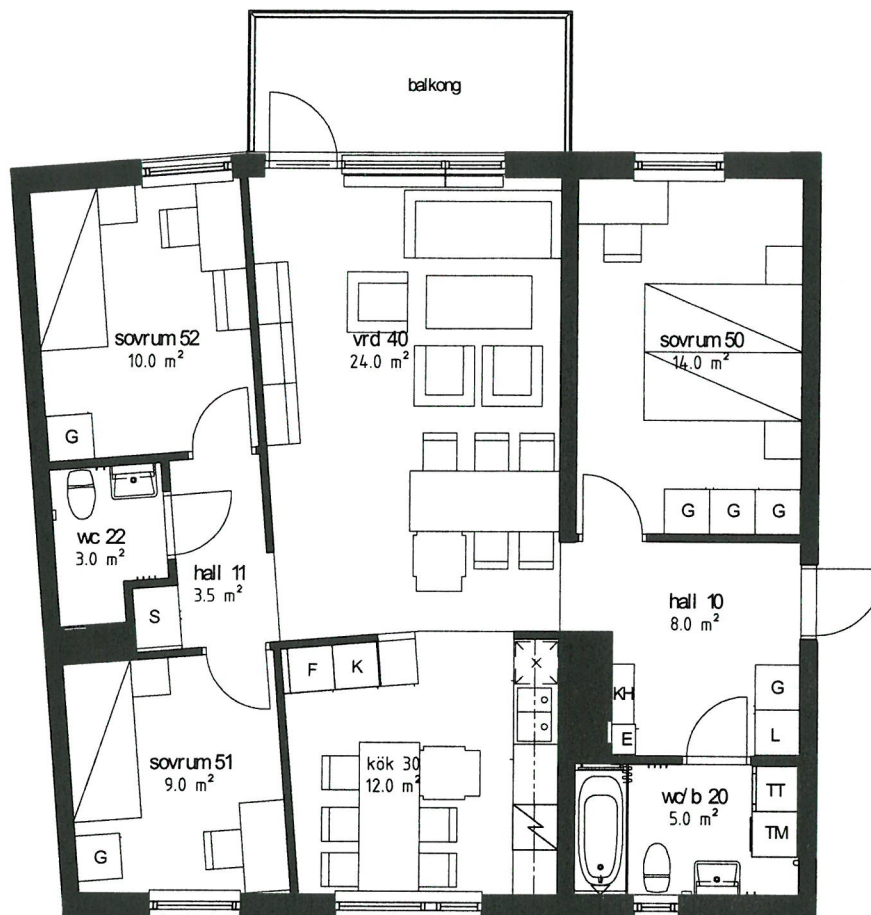 balkong
sovrum 52
10.0 m²
vrd 40
24.0 m²
sovrum 50
14.0 m²
G
G
G
G
wc 22
3.0 m²
hall 11
3.5 m²
S
hall 10
8.0 m²
F
K
KH
E
G
L
sovrum 51
9.0 m²
kök 30
12.0 m²
wc/b 20
5.0 m²
TT
TM
G